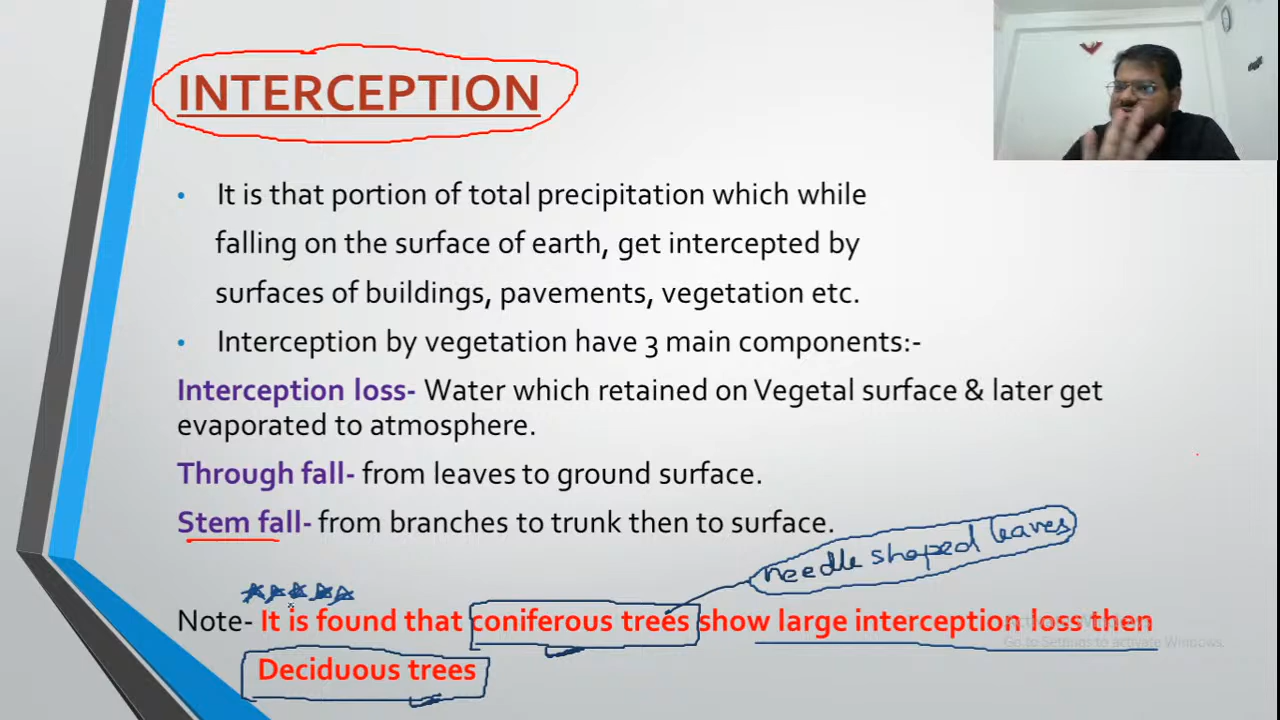 INTERCEPTION
• It is that portion of total precipitation which while
falling on the surface of earth, get intercepted by
surfaces of buildings, pavements, vegetation etc.
• Interception by vegetation have 3 main components:-
Interception loss- Water which retained on Vegetal surface & later get
evaporated to atmosphere.
Through fall- from leaves to ground surface.
Stem fall- from branches to trunk then to surface.
needle shaped leaves
Note- It is found that coniferous trees show large interception loss then
Deciduous trees
Activate Windows
Go to Settings to activate Windows.